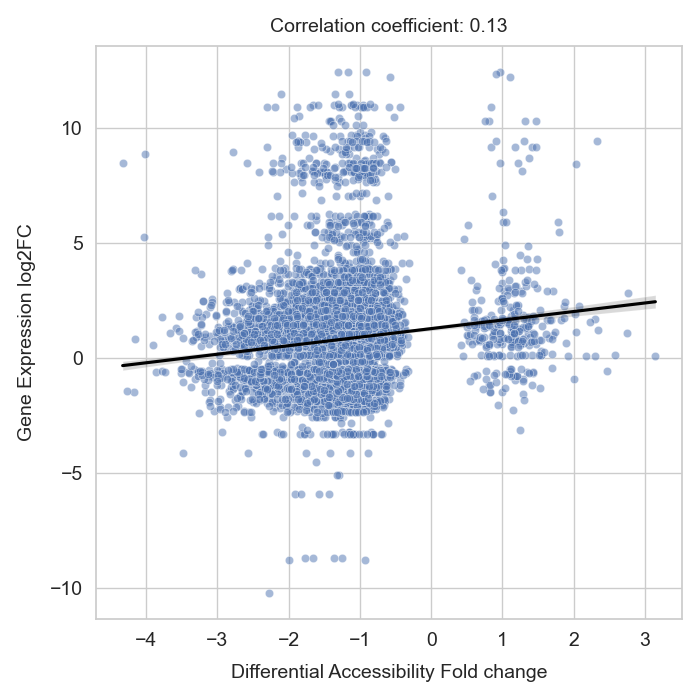 Correlation coefficient: 0.13
Gene Expression log2FC
10
5
0
−5
−10
−4 −3 −2 −1 0 1 2 3
Differential Accessibility Fold change